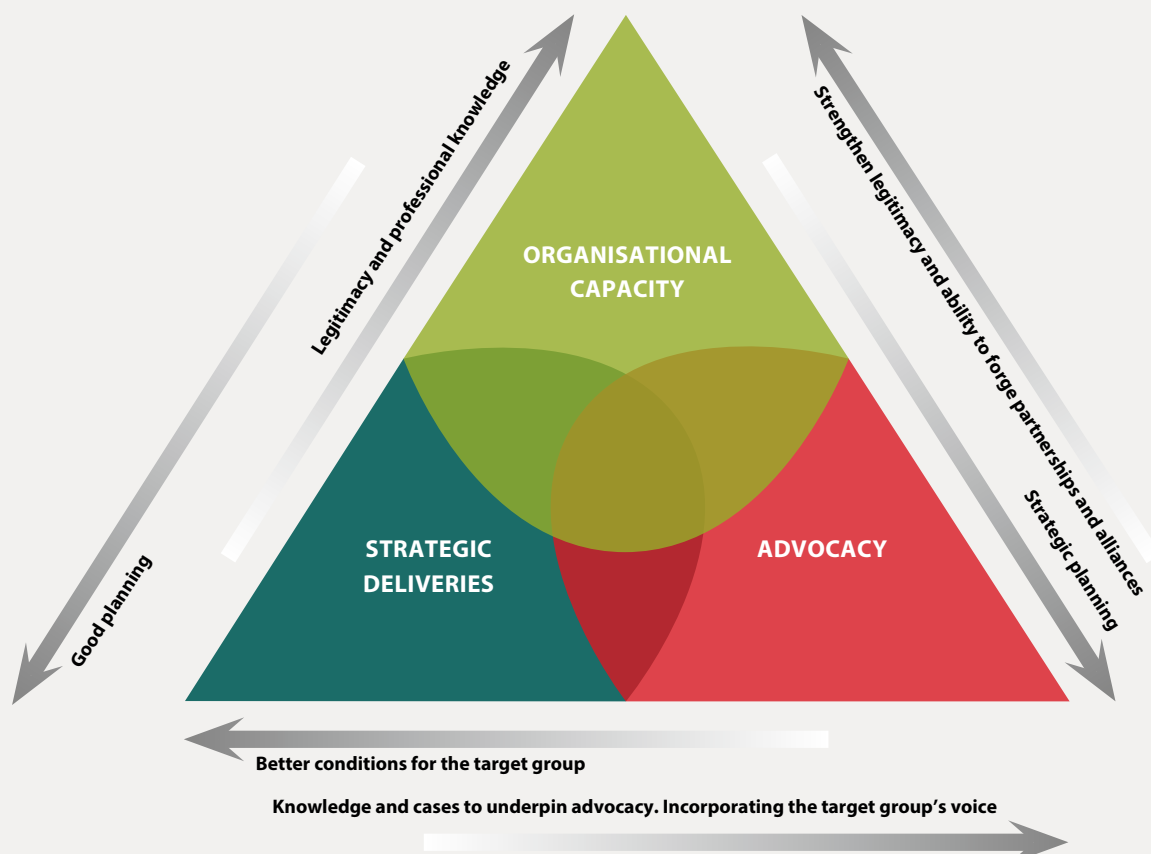 Legitimacy and professional knowledge
Good planning
Strengthen legitimacy and ability to forge partnerships and alliances
Strategic planning
ORGANISATIONAL
CAPACITY
STRATEGIC
DELIVERIES
ADVOCACY
Better conditions for the target group
Knowledge and cases to underpin advocacy. Incorporating the target group’s voice